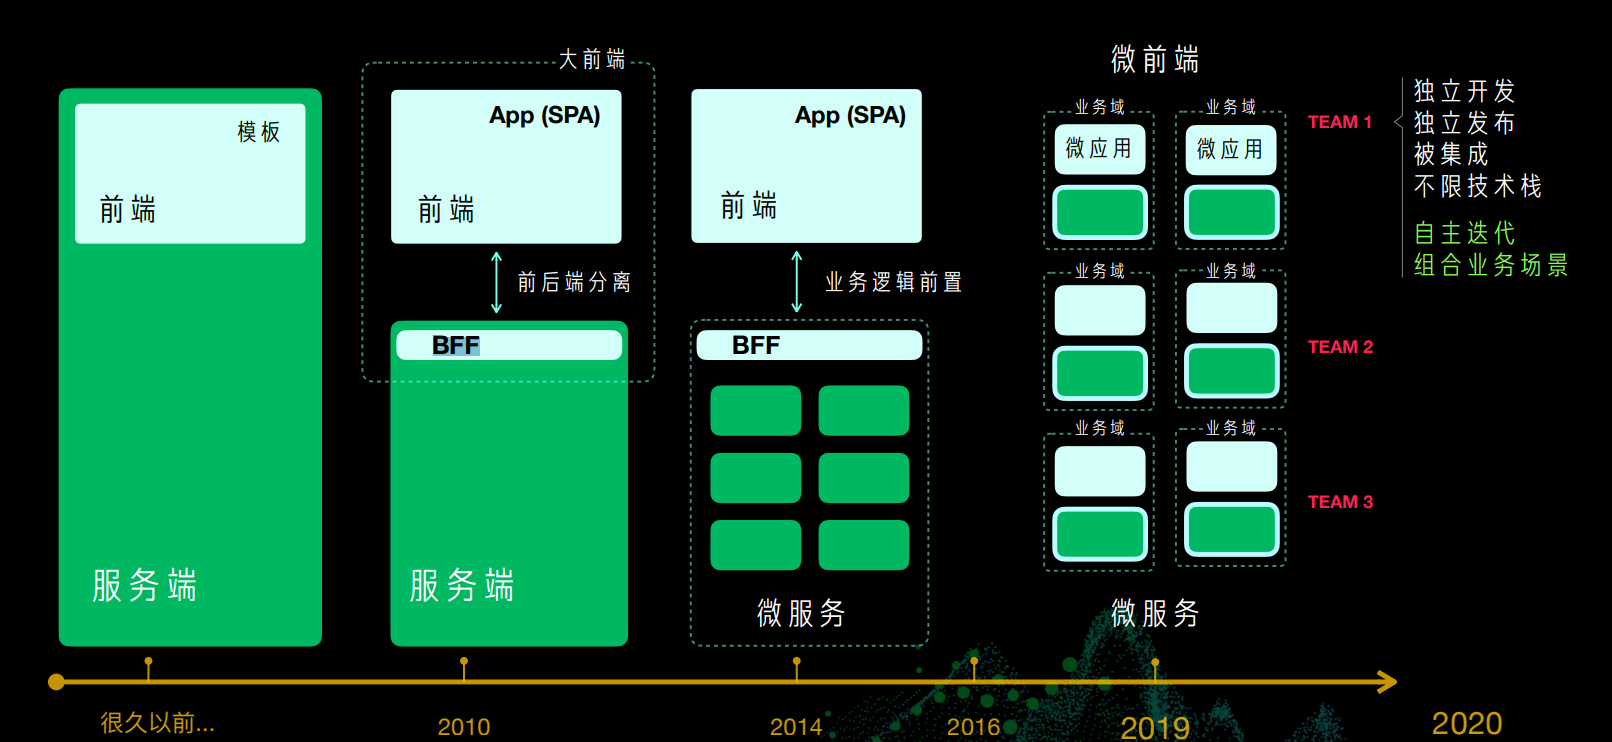 模板
前端
服务端
大前端
App (SPA)
前端
前后端分离
BFF
服务端
App (SPA)
前端
业务逻辑前置
BFF
微服务
微前端
业务域
业务域
微应用
微应用
TEAM 1
业务域
业务域
TEAM 2
业务域
业务域
TEAM 3
微服务
独立开发
独立发布
被集成
不限技术栈
自主迭代
组合业务场景
很久以前...
2010
2014
2016
2019
2020